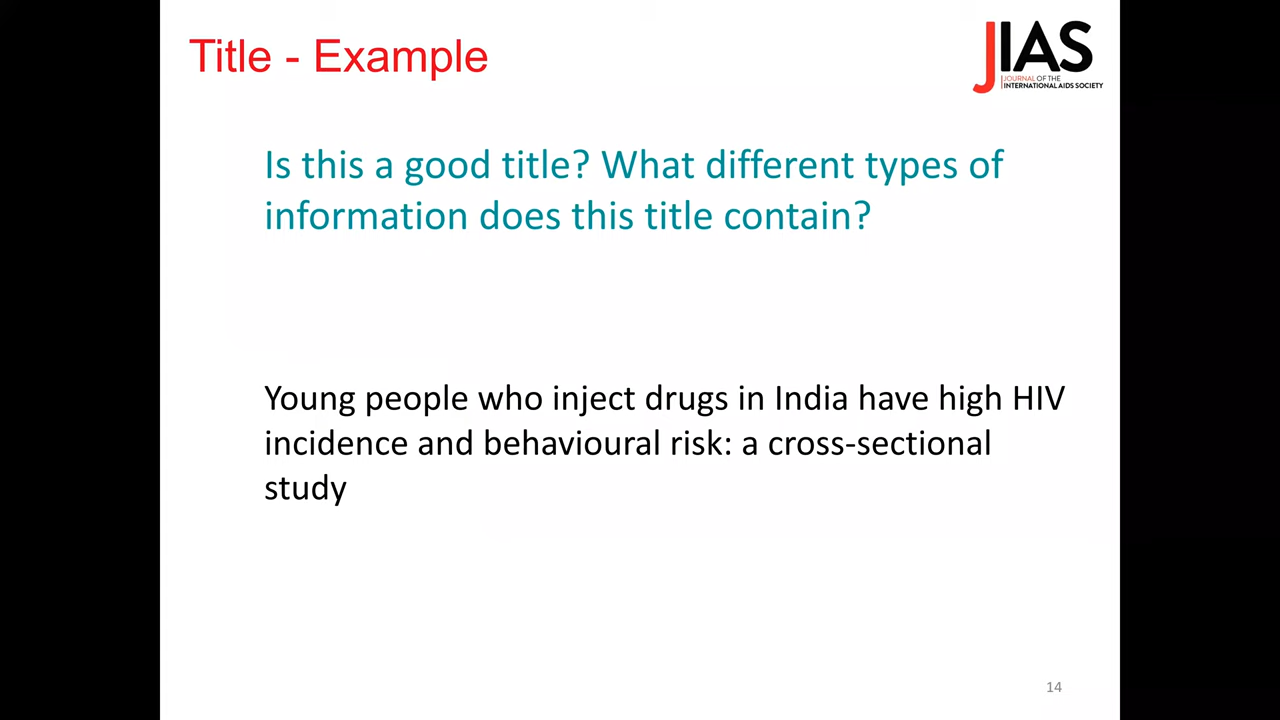 Title - Example
JIAS
JOURNAL OF THE
INTERNATIONAL AIDS SOCIETY
Is this a good title? What different types of
information does this title contain?
Young people who inject drugs in India have high HIV
incidence and behavioural risk: a cross-sectional
study
14